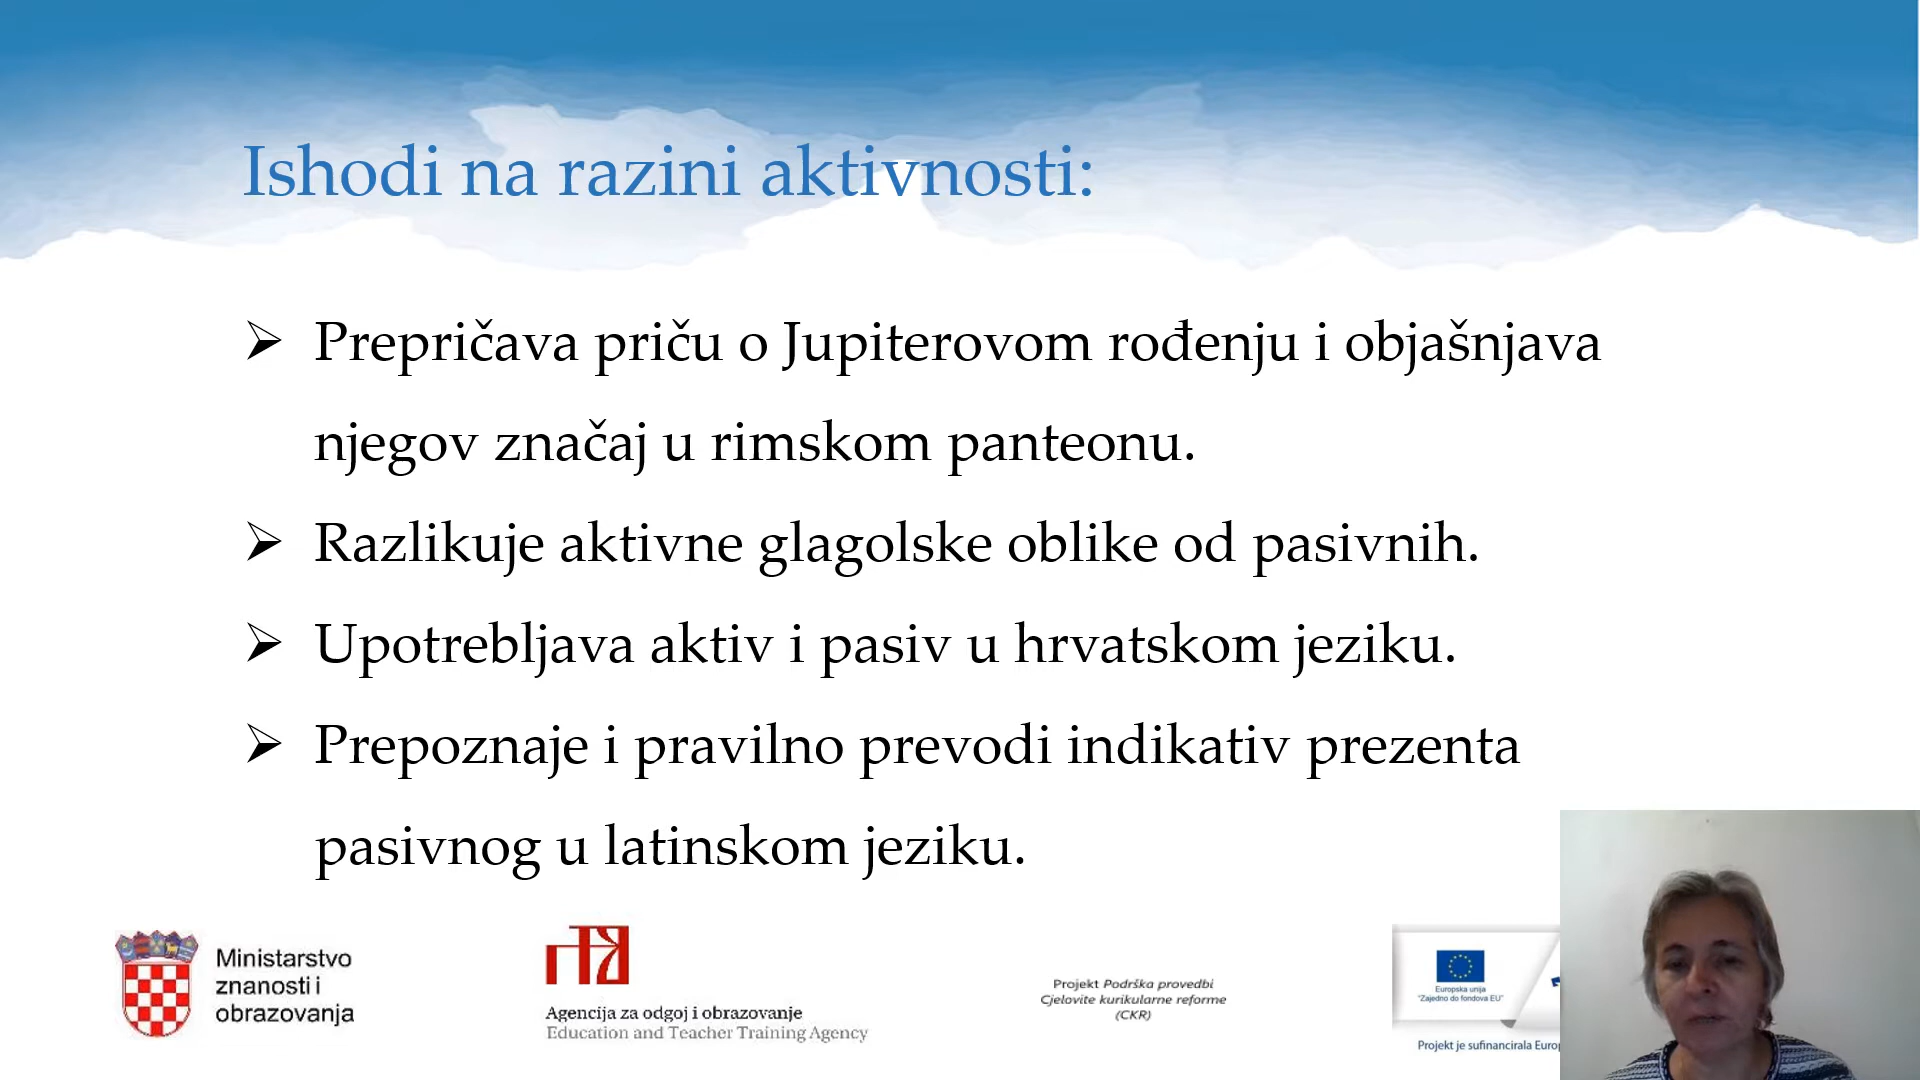 Ishodi na razini aktivnosti:
Prepričava priču o Jupiterovom rođenju i objašnjava
njegov značaj u rimskom panteonu.
Razlikuje aktivne glagolske oblike od pasivnih.
Upotrebljava aktiv i pasiv u hrvatskom jeziku.
Prepoznaje i pravilno prevodi indikativ prezenta
pasivnog u latinskom jeziku.
Ministarstvo
znanosti i
obrazovanja
Agencija za odgoj i obrazovanje
Education and Teacher Training Agency
Projekt Podrška provedbi
Cjelovite kurikularne reforme
(CKR)
Europska unija
"Zajedno do fondova EU"
Projekt je sufinancirala